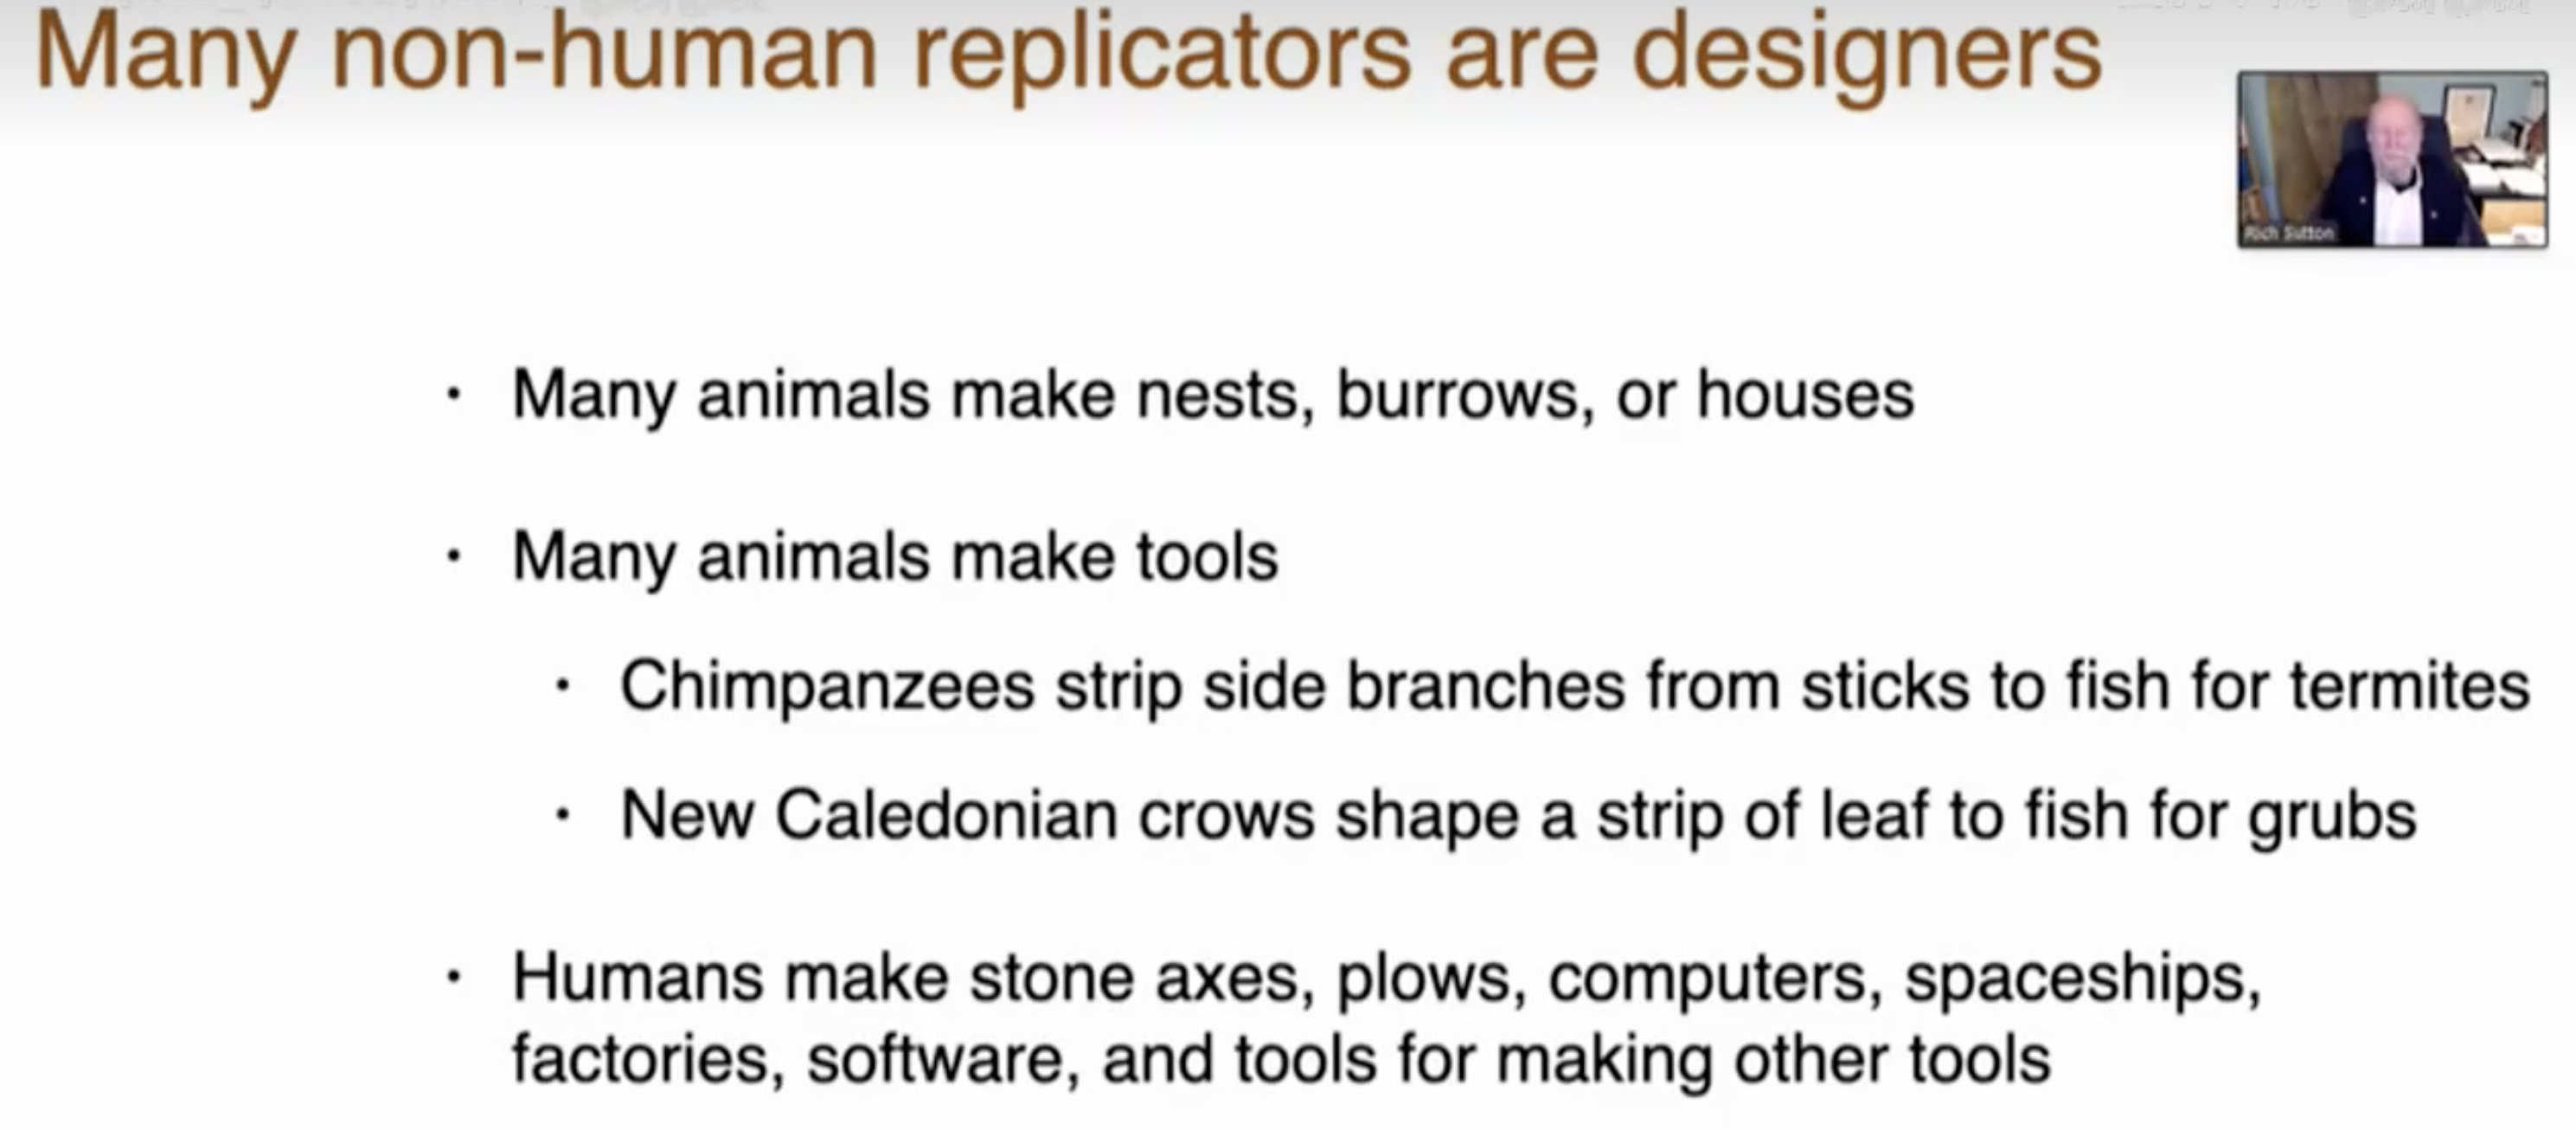 Many non-human replicators are designers
Rich Sutton
· Many animals make nests, burrows, or houses
· Many animals make tools
· Chimpanzees strip side branches from sticks to fish for termites
· New Caledonian crows shape a strip of leaf to fish for grubs
· Humans make stone axes, plows, computers, spaceships,
factories, software, and tools for making other tools